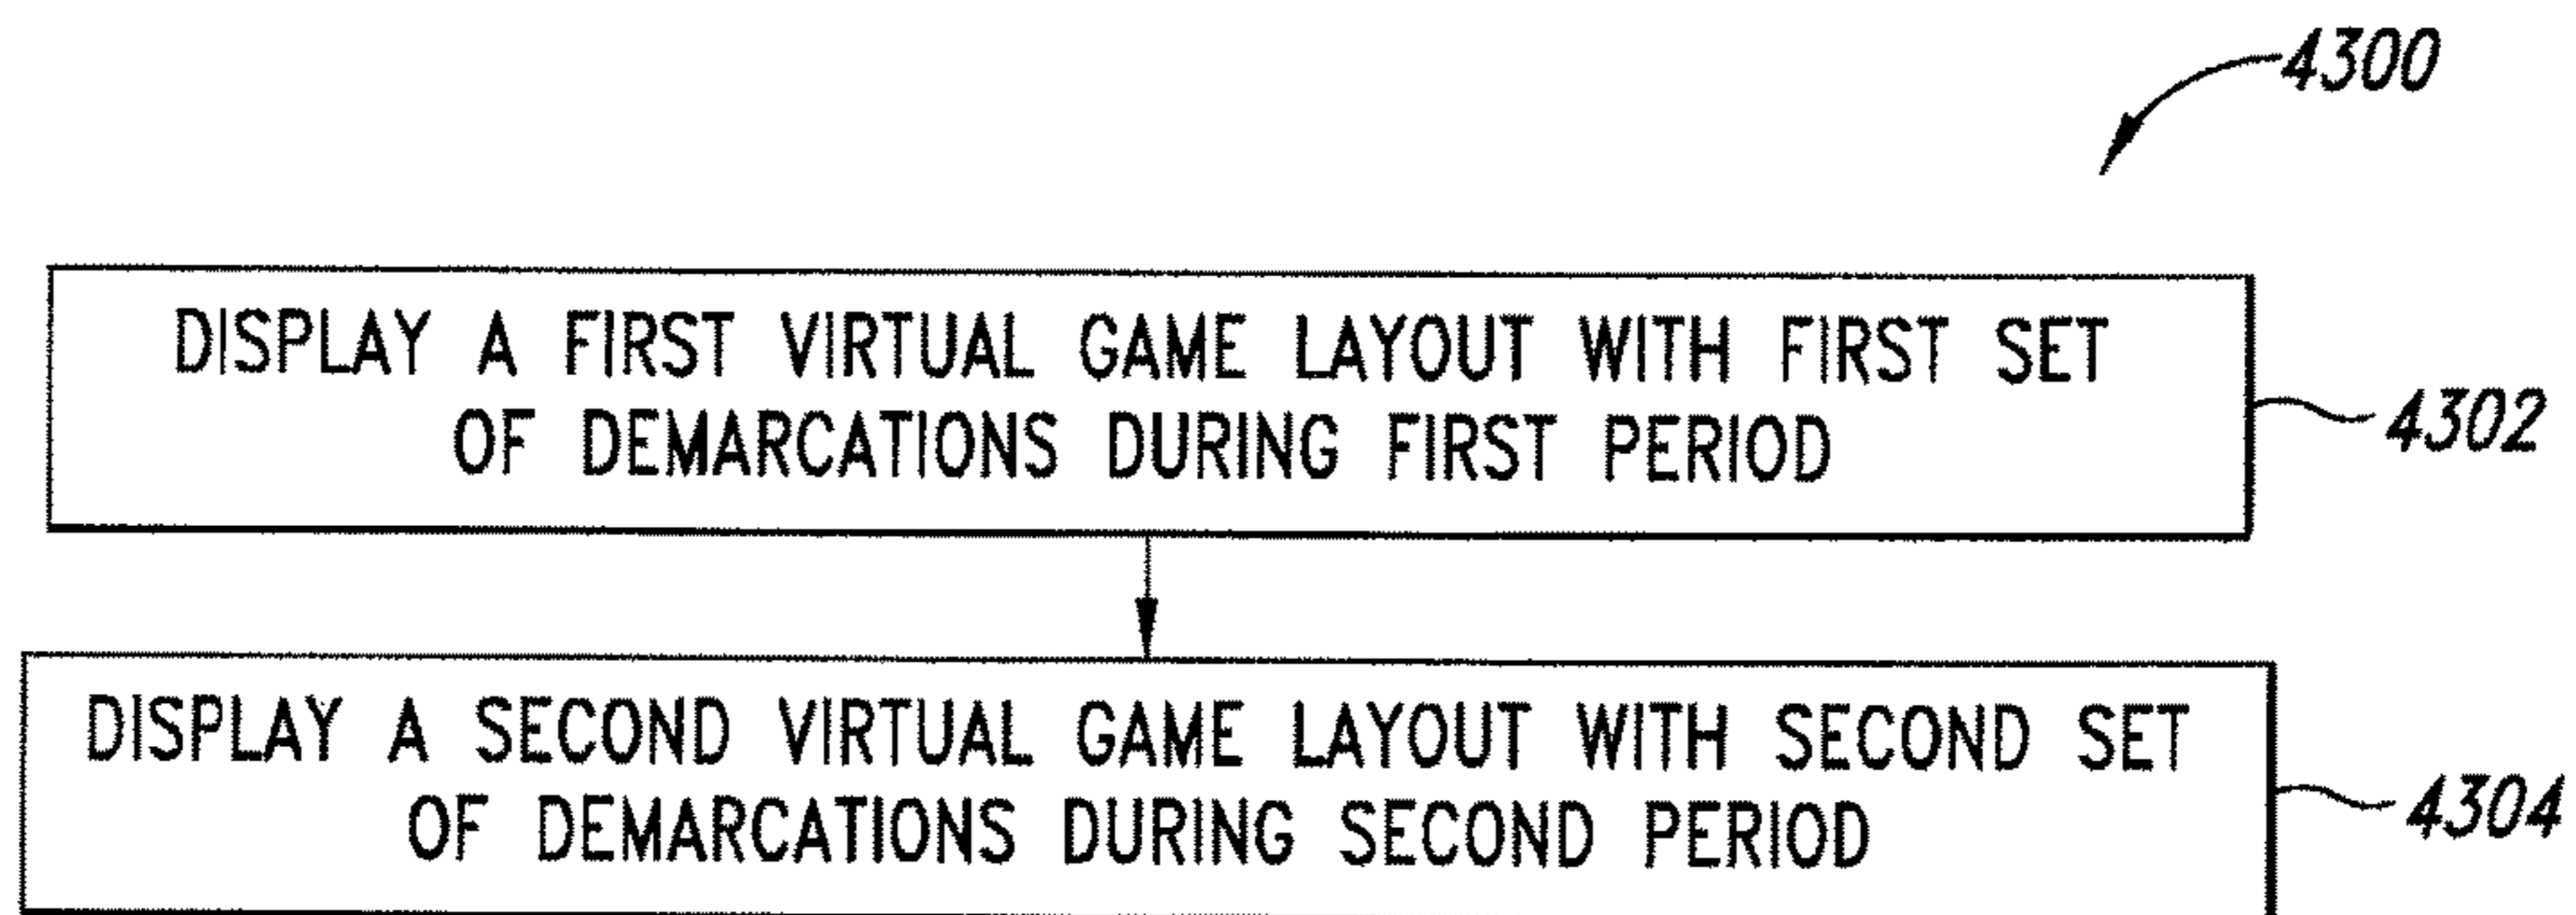 4300
DISPLAY A FIRST VIRTUAL GAME LAYOUT WITH FIRST SET
OF DEMARCATIONS DURING FIRST PERIOD
4302
DISPLAY A SECOND VIRTUAL GAME LAYOUT WITH SECOND SET
OF DEMARCATIONS DURING SECOND PERIOD
4304